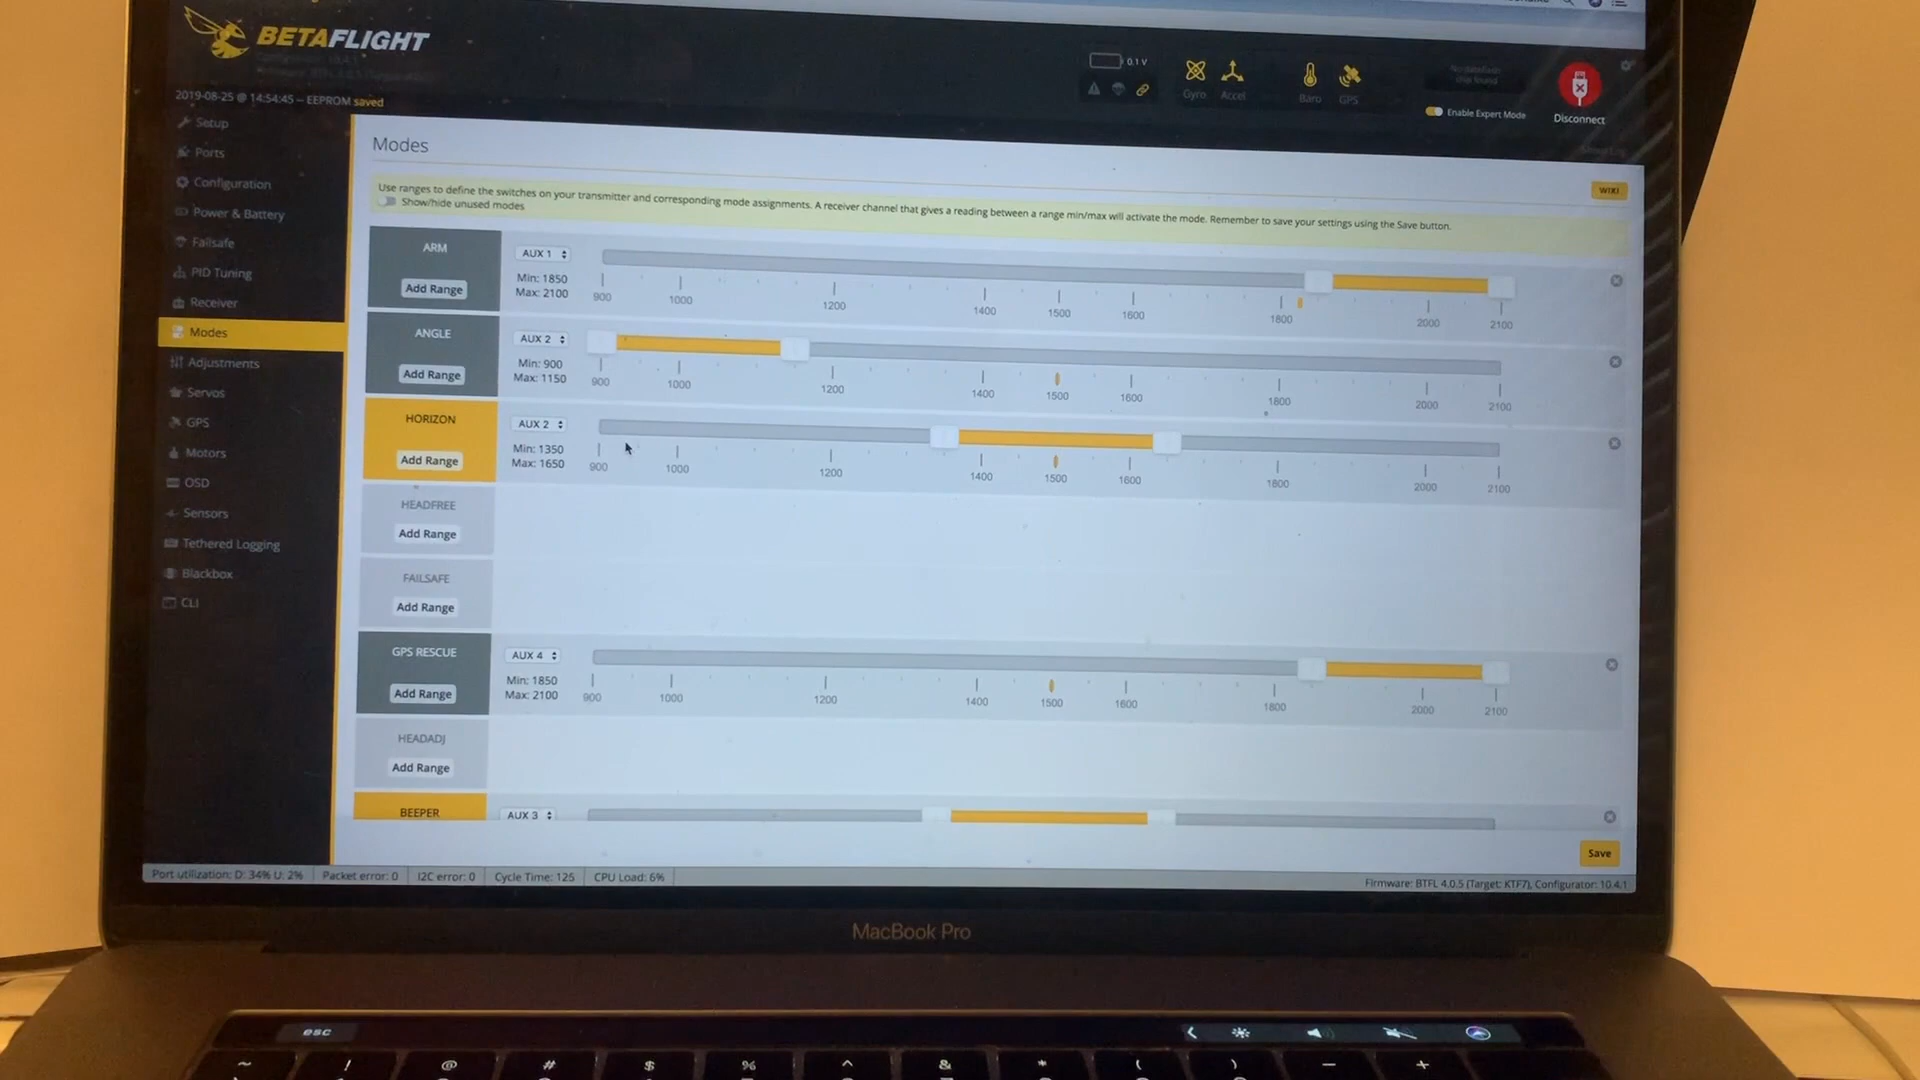 BETAFLIGHT
0.1 V
Gyro
Accel
Baro
GPS
No dataflash
chip found
Enable Expert Mode
Disconnect
2019-08-25 @ 14:54:45 -- EEPROM saved
Setup
Ports
Configuration
Power & Battery
Failsafe
PID Tuning
Receiver
Modes
Adjustments
Servos
GPS
Motors
OSD
Sensors
Tethered Logging
Blackbox
CLI
Modes
WIKI
Use ranges to define the switches on your transmitter and corresponding mode assignments. A receiver channel that gives a reading between a range min/max will activate the mode. Remember to save your settings using the Save button.
Show/hide unused modes
ARM
Add Range
AUX 1
Min: 1850
Max: 2100
900 1000 1200 1400 1500 1600 1800 2000 2100
ANGLE
Add Range
AUX 2
Min: 900
Max: 1150
900 1000 1200 1400 1500 1600 1800 2000 2100
HORIZON
Add Range
AUX 2
Min: 1350
Max: 1650
900 1000 1200 1400 1500 1600 1800 2000 2100
HEADFREE
Add Range
FAILSAFE
Add Range
GPS RESCUE
Add Range
AUX 4
Min: 1850
Max: 2100
900 1000 1200 1400 1500 1600 1800 2000 2100
HEADADJ
Add Range
BEEPER
AUX 3
Save
Port utilization: D: 34% U: 2% Packet error: 0 I2C error: 0 Cycle Time: 125 CPU Load: 6%
Firmware: BTFL 4.0.5 (Target: KTF7), Configurator: 10.4.1
MacBook Pro
esc
~ ! @ # $ % ^ & * ( ) — +